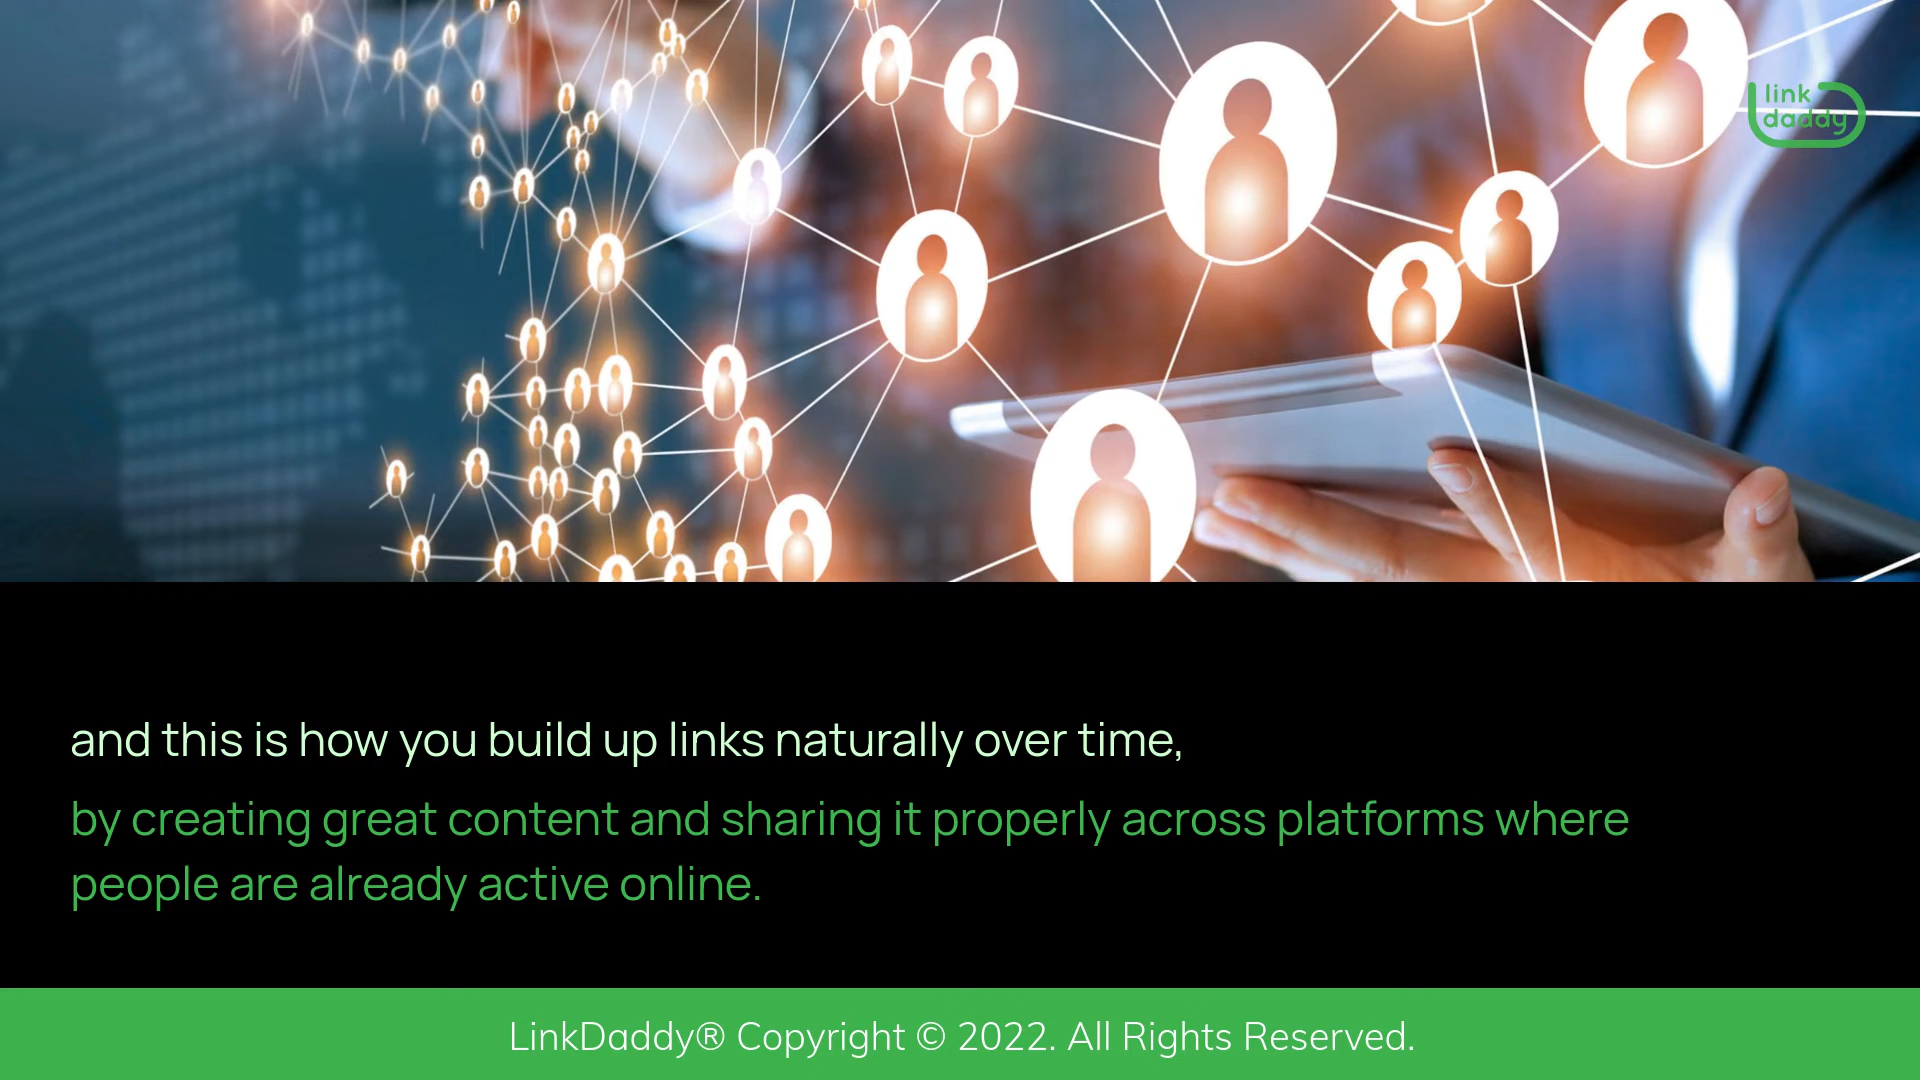 link
daddy
and this is how you build up links naturally over time,
by creating great content and sharing it properly across platforms where
people are already active online.
LinkDaddy® Copyright © 2022. All Rights Reserved.